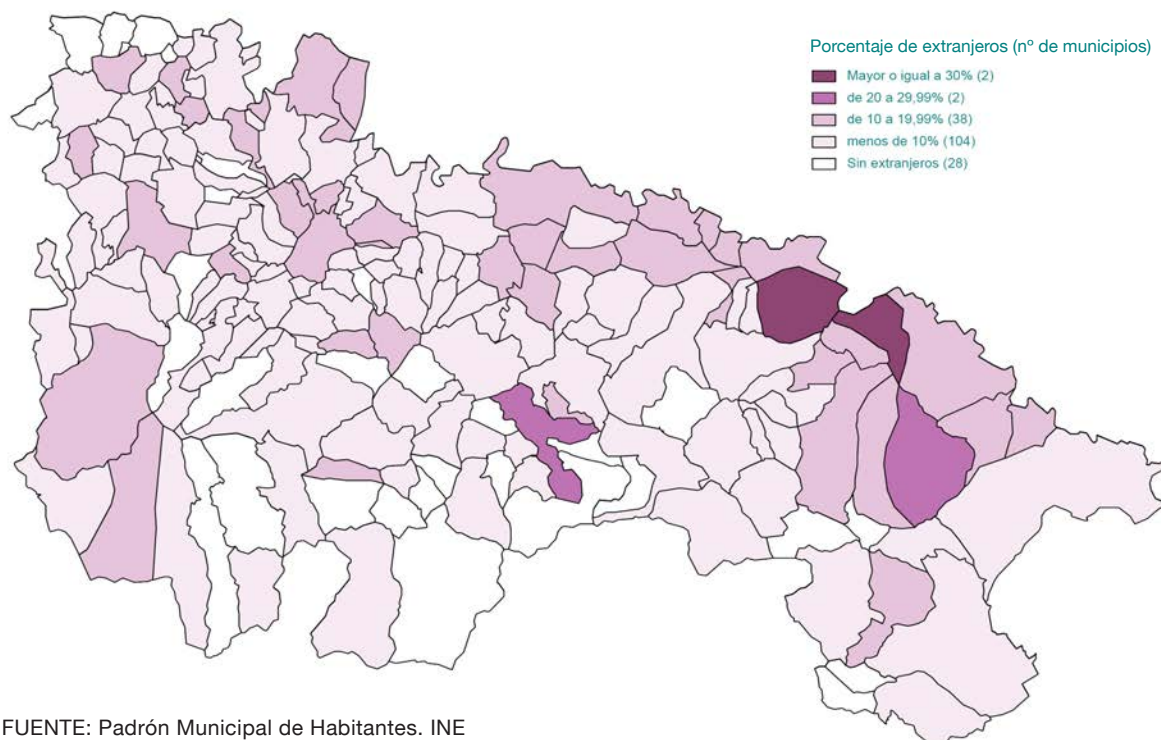 Porcentaje de extranjeros (nº de municipios)
Mayor o igual a 30% (2)
de 20 a 29,99% (2)
de 10 a 19,99% (38)
menos de 10% (104)
Sin extranjeros (28)
FUENTE: Padrón Municipal de Habitantes. INE